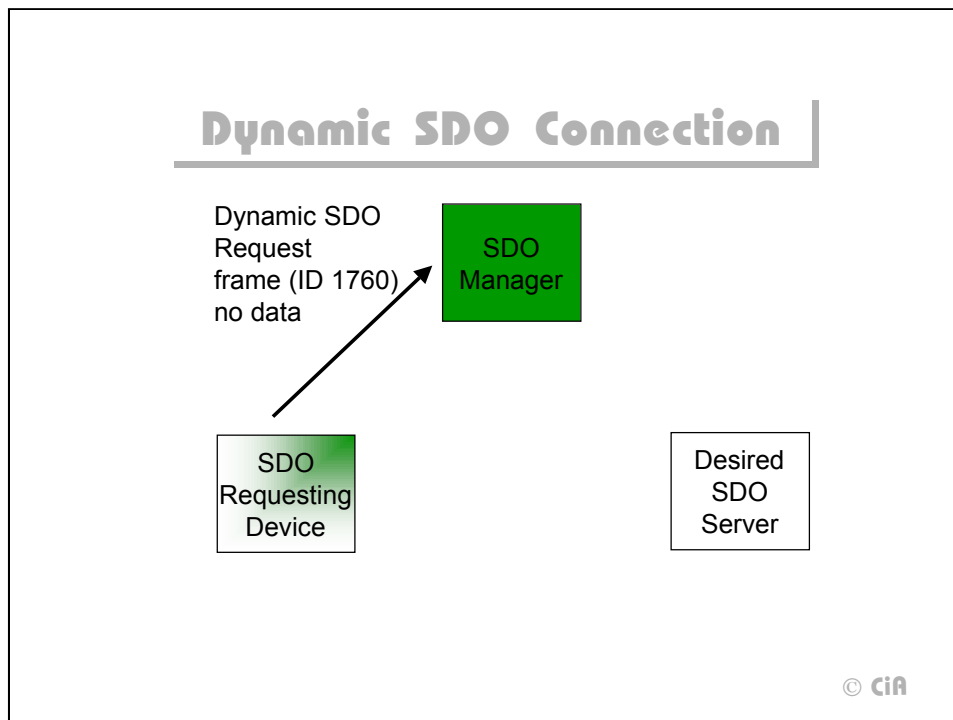 Dynamic SDO Connection
Dynamic SDO
Request
frame (ID 1760)
no data
SDO
Manager
SDO
Requesting
Device
Desired
SDO
Server
© CiA